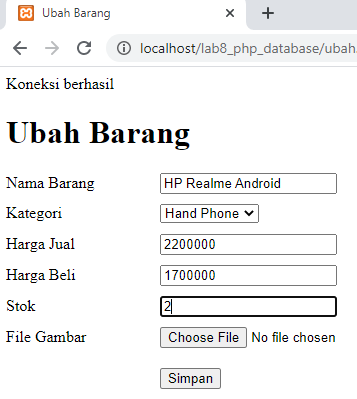 Ubah Barang
localhost/lab8_php_database/ubah.
Koneksi berhasil
Ubah Barang
Nama Barang HP Realme Android
Kategori Hand Phone
Harga Jual 2200000
Harga Beli 1700000
Stok 2
File Gambar Choose File No file chosen
Simpan